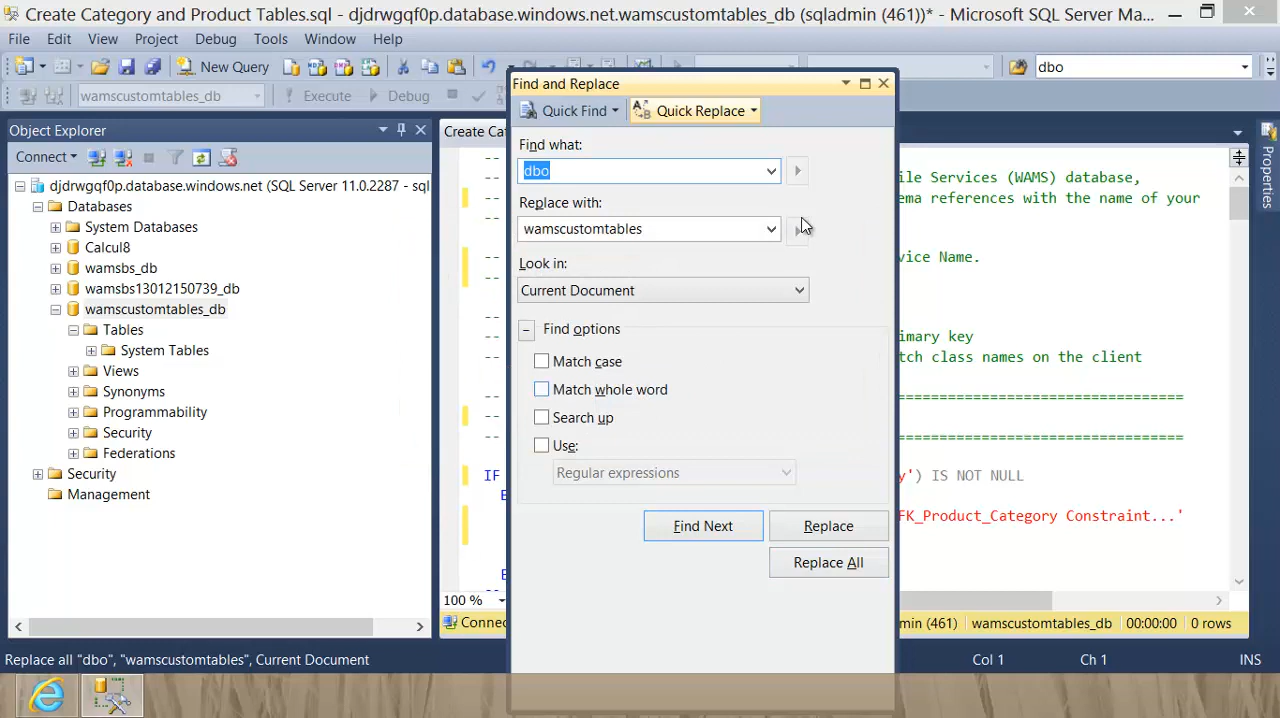 Create Category and Product Tables.sql - djdrwgqf0p.database.windows.net.wamscustomtables_db (sqladmin (461))* - Microsoft SQL Server Ma...
File Edit View Project Debug Tools Window Help
New Query
dbo
wamscustomtables_db
Execute
Debug
Find and Replace
Quick Find
Quick Replace
Object Explorer
Create Cat
Connect
Find what:
dbo
Replace with:
wamscustomtables
Look in:
Current Document
Find options
Match case
Match whole word
Search up
Use:
Regular expressions
Find Next
Replace
Replace All
djdrwgqf0p.database.windows.net (SQL Server 11.0.2287 - sql
Databases
System Databases
Calcul8
wamsbs_db
wamsbs13012150739_db
wamscustomtables_db
Tables
System Tables
Views
Synonyms
Programmability
Security
Federations
Security
Management
--
ile Services (WAMS) database,
--
ema references with the name of your
--
--
vice Name.
--
--
--
imary key
--
tch class names on the client
--
==================================
--
==================================
IF
y') IS NOT NULL
FK_Product_Category Constraint...'
100 %
Connec
min (461)
wamscustomtables_db
00:00:00
0 rows
Properties
Replace all "dbo", "wamscustomtables", Current Document
Col 1
Ch 1
INS